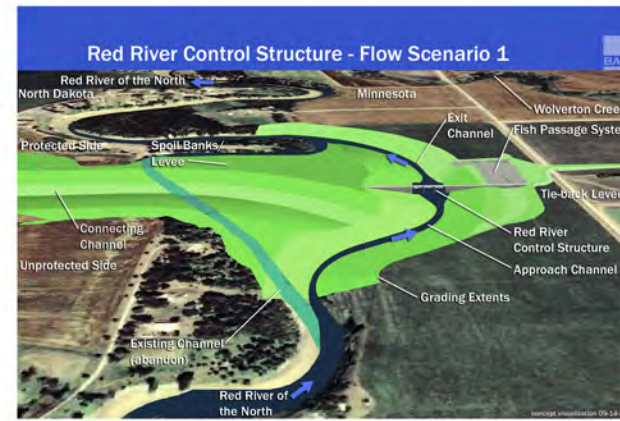 Red River Control Structure - Flow Scenario 1
Red River of the North
North Dakota
Minnesota
Wolverton Creek
Exit
Channel
Fish Passage System
Protected Side
Spoil Banks/
Levee
Tie-back Levee
Connecting
Channel
Red River
Control Structure
Unprotected Side
Approach Channel
Grading Extents
Existing Channel
(abandon)
Red River of
the North
concept visualization